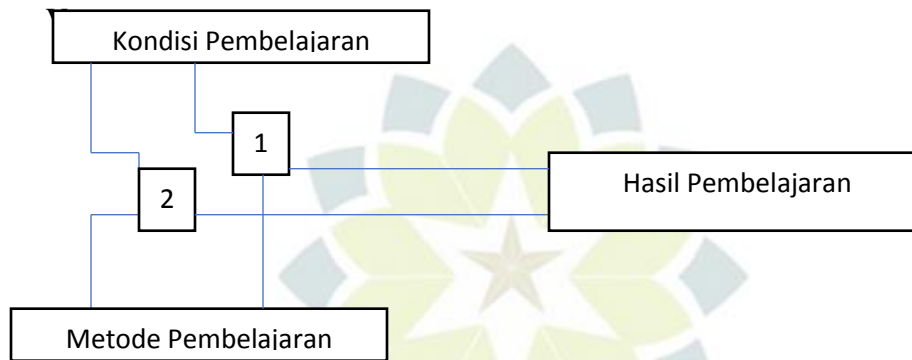 Kondisi Pembelajaran
1
Hasil Pembelajaran
2
Metode Pembelajaran